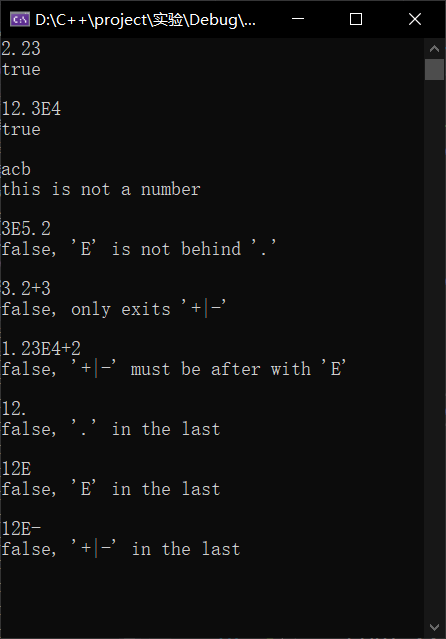 D:\C++\project\实验\Debug\...
2.23
true
12.3E4
true
acb
this is not a number
3E5.2
false, 'E' is not behind '.'
3.2+3
false, only exits '+|-'
1.23E4+2
false, '+|-' must be after with 'E'
12.
false, '.' in the last
12E
false, 'E' in the last
12E-
false, '+|-' in the last